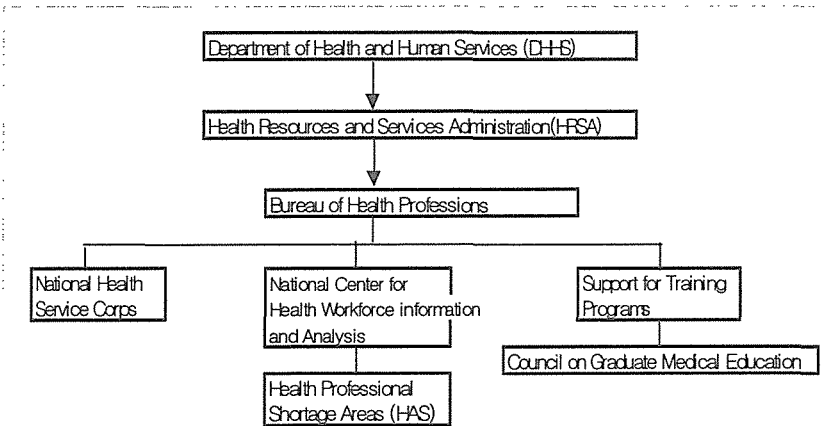 Department of Health and Human Services (DHHS)
Health Resources and Services Administration(HRSA)
Bureau of Health Professions
National Health
Service Corps
National Center for
Health Workforce information
and Analysis
Support for Training
Programs
Council on Graduate Medical Education
Health Professional
Shortage Areas (HAS)